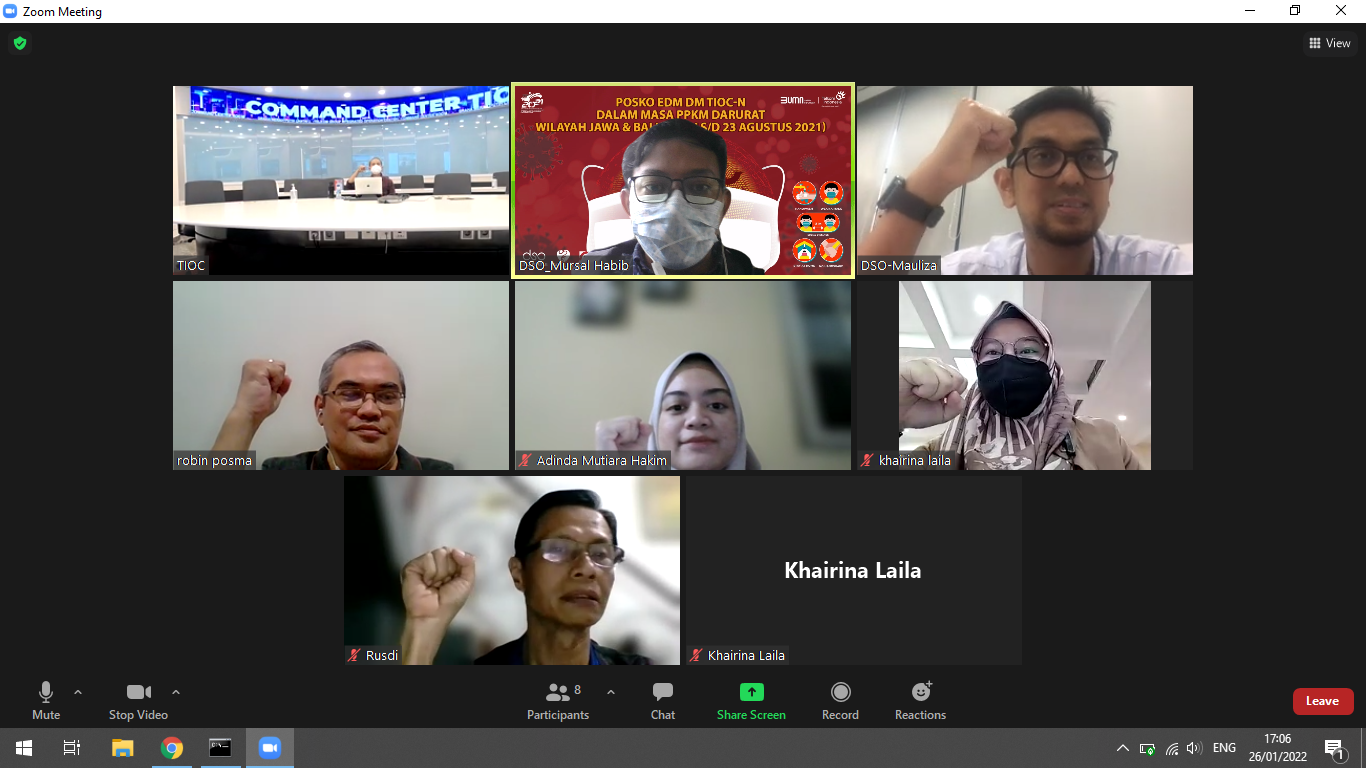 Zoom Meeting
View
COMMAND CENTER TIO
TIOC
POSKO EDM DM TIOC-N
DALAM MASA PPKM DARURAT
WILAYAH JAWA & BALI S/D 23 AGUSTUS 2021)
BUMN
DSO_Mursal Habib
DSO-Mauliza
robin posma
Adinda Mutiara Hakim
khairina laila
Rusdi
Khairina Laila
Khairina Laila
Mute
Stop Video
8
Participants
Chat
Share Screen
Record
Reactions
Leave
ENG
17:06
26/01/2022
1